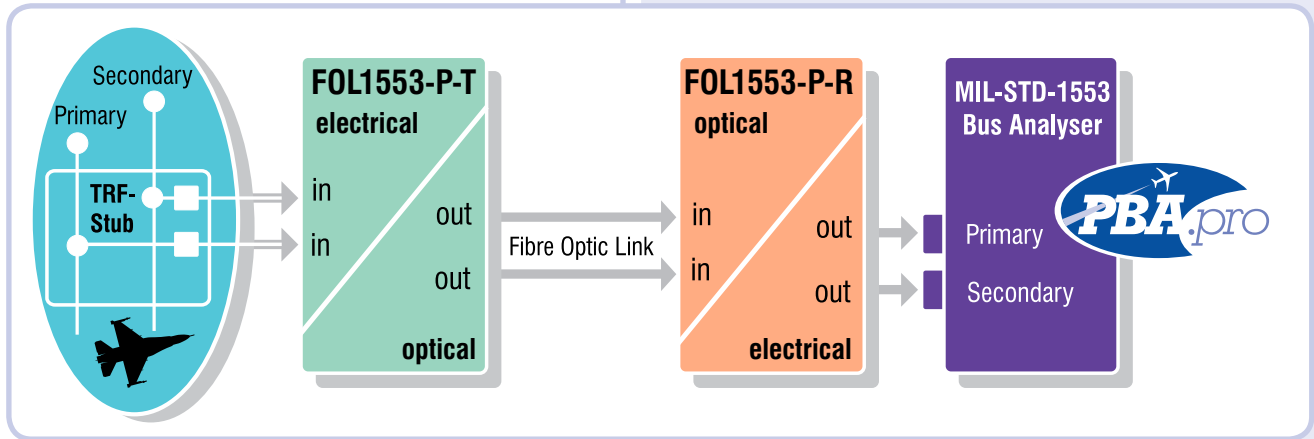 Secondary
Primary
TRF-
Stub
FOL1553-P-T
electrical
in
in
out
out
optical
Fibre Optic Link
FOL1553-P-R
optical
in
in
out
out
electrical
MIL-STD-1553
Bus Analyser
Primary
Secondary
PBA.pro